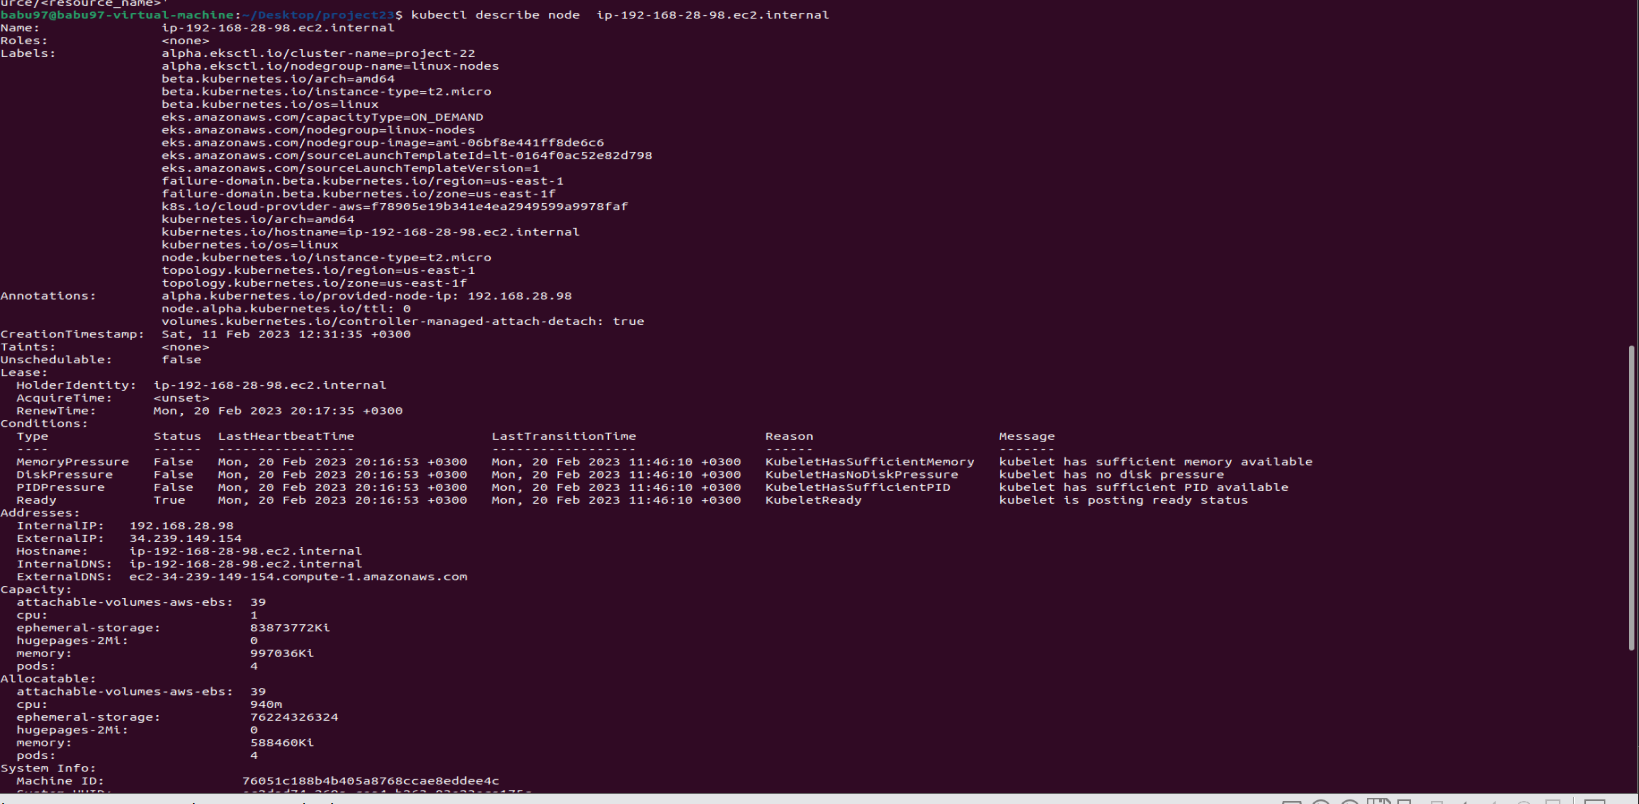 urce/<resource_name>'
babu97@babu97-virtual-machine:~/Desktop/project23$ kubectl describe node  ip-192-168-28-98.ec2.internal
Name:               ip-192-168-28-98.ec2.internal
Roles:              <none>
Labels:             alpha.eksctl.io/cluster-name=project-22
                    alpha.eksctl.io/nodegroup-name=linux-nodes
                    beta.kubernetes.io/arch=amd64
                    beta.kubernetes.io/instance-type=t2.micro
                    beta.kubernetes.io/os=linux
                    eks.amazonaws.com/capacityType=ON_DEMAND
                    eks.amazonaws.com/nodegroup=linux-nodes
                    eks.amazonaws.com/nodegroup-image=ami-06bf8e441ff8de6c6
                    eks.amazonaws.com/sourceLaunchTemplateId=lt-0164f0ac52e82d798
                    eks.amazonaws.com/sourceLaunchTemplateVersion=1
                    failure-domain.beta.kubernetes.io/region=us-east-1
                    failure-domain.beta.kubernetes.io/zone=us-east-1f
                    k8s.io/cloud-provider-aws=f78905e19b341e4ea2949599a9978faf
                    kubernetes.io/arch=amd64
                    kubernetes.io/hostname=ip-192-168-28-98.ec2.internal
                    kubernetes.io/os=linux
                    node.kubernetes.io/instance-type=t2.micro
                    topology.kubernetes.io/region=us-east-1
                    topology.kubernetes.io/zone=us-east-1f
Annotations:        alpha.kubernetes.io/provided-node-ip: 192.168.28.98
                    node.alpha.kubernetes.io/ttl: 0
                    volumes.kubernetes.io/controller-managed-attach-detach: true
CreationTimestamp:  Sat, 11 Feb 2023 12:31:35 +0300
Taints:             <none>
Unschedulable:      false
Lease:
  HolderIdentity:  ip-192-168-28-98.ec2.internal
  AcquireTime:     <unset>
  RenewTime:       Mon, 20 Feb 2023 20:17:35 +0300
Conditions:
  Type             Status  LastHeartbeatTime                 LastTransitionTime                Reason                       Message
  ----             ------  -----------------                 ------------------                ------                       -------
  MemoryPressure   False   Mon, 20 Feb 2023 20:16:53 +0300   Mon, 20 Feb 2023 11:46:10 +0300   KubeletHasSufficientMemory   kubelet has sufficient memory available
  DiskPressure     False   Mon, 20 Feb 2023 20:16:53 +0300   Mon, 20 Feb 2023 11:46:10 +0300   KubeletHasNoDiskPressure     kubelet has no disk pressure
  PIDPressure      False   Mon, 20 Feb 2023 20:16:53 +0300   Mon, 20 Feb 2023 11:46:10 +0300   KubeletHasSufficientPID      kubelet has sufficient PID available
  Ready            True    Mon, 20 Feb 2023 20:16:53 +0300   Mon, 20 Feb 2023 11:46:10 +0300   KubeletReady                 kubelet is posting ready status
Addresses:
  InternalIP:   192.168.28.98
  ExternalIP:   34.239.149.154
  Hostname:     ip-192-168-28-98.ec2.internal
  InternalDNS:  ip-192-168-28-98.ec2.internal
  ExternalDNS:  ec2-34-239-149-154.compute-1.amazonaws.com
Capacity:
  attachable-volumes-aws-ebs:  39
  cpu:                         1
  ephemeral-storage:           83873772Ki
  hugepages-2Mi:               0
  memory:                      997036Ki
  pods:                        4
Allocatable:
  attachable-volumes-aws-ebs:  39
  cpu:                         940m
  ephemeral-storage:           76224326324
  hugepages-2Mi:               0
  memory:                      588460Ki
  pods:                        4
System Info:
  Machine ID:                 76051c188b4b405a8768ccae8eddee4c